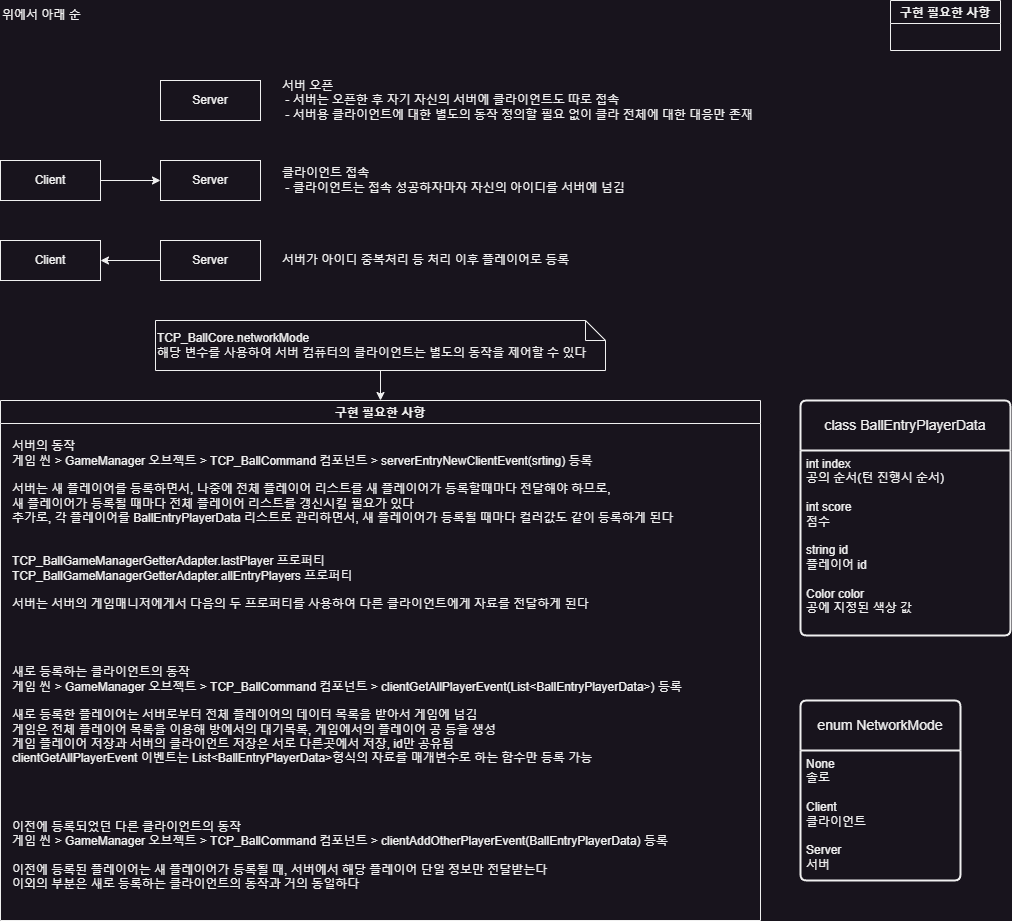 위에서 아래 순
구현 필요한 사항
Server
서버 오픈
- 서버는 오픈한 후 자기 자신의 서버에 클라이언트도 따로 접속
- 서버용 클라이언트에 대한 별도의 동작 정의할 필요 없이 클라 전체에 대한 대응만 존재
Client
Server
클라이언트 접속
- 클라이언트는 접속 성공하자마자 자신의 아이디를 서버에 넘김
Client
Server
서버가 아이디 중복처리 등 처리 이후 플레이어로 등록
TCP_BallCore.networkMode
해당 변수를 사용하여 서버 컴퓨터의 클라이언트는 별도의 동작을 제어할 수 있다
구현 필요한 사항
서버의 동작
게임 씬 > GameManager 오브젝트 > TCP_BallCommand 컴포넌트 > serverEntryNewClientEvent(srting) 등록
서버는 새 플레이어를 등록하면서, 나중에 전체 플레이어 리스트를 새 플레이어가 등록할때마다 전달해야 하므로,
새 플레이어가 등록될 때마다 전체 플레이어 리스트를 갱신시킬 필요가 있다
추가로, 각 플레이어를 BallEntryPlayerData 리스트로 관리하면서, 새 플레이어가 등록될 때마다 컬러값도 같이 등록하게 된다
TCP_BallGameManagerGetterAdapter.lastPlayer 프로퍼티
TCP_BallGameManagerGetterAdapter.allEntryPlayers 프로퍼티
서버는 서버의 게임매니저에게서 다음의 두 프로퍼티를 사용하여 다른 클라이언트에게 자료를 전달하게 된다
새로 등록하는 클라이언트의 동작
게임 씬 > GameManager 오브젝트 > TCP_BallCommand 컴포넌트 > clientGetAllPlayerEvent(List<BallEntryPlayerData>) 등록
새로 등록한 플레이어는 서버로부터 전체 플레이어의 데이터 목록을 받아서 게임에 넘김
게임은 전체 플레이어 목록을 이용해 방에서의 대기목록, 게임에서의 플레이어 공 등을 생성
게임 플레이어 저장과 서버의 클라이언트 저장은 서로 다른곳에서 저장, id만 공유됨
clientGetAllPlayerEvent 이벤트는 List<BallEntryPlayerData>형식의 자료를 매개변수로 하는 함수만 등록 가능
이전에 등록되었던 다른 클라이언트의 동작
게임 씬 > GameManager 오브젝트 > TCP_BallCommand 컴포넌트 > clientAddOtherPlayerEvent(BallEntryPlayerData) 등록
이전에 등록된 플레이어는 새 플레이어가 등록될 때, 서버에서 해당 플레이어 단일 정보만 전달받는다
이외의 부분은 새로 등록하는 클라이언트의 동작과 거의 동일하다
class BallEntryPlayerData
int index
공의 순서(턴 진행시 순서)
int score
점수
string id
플레이어 id
Color color
공에 지정된 색상 값
enum NetworkMode
None
솔로
Client
클라이언트
Server
서버